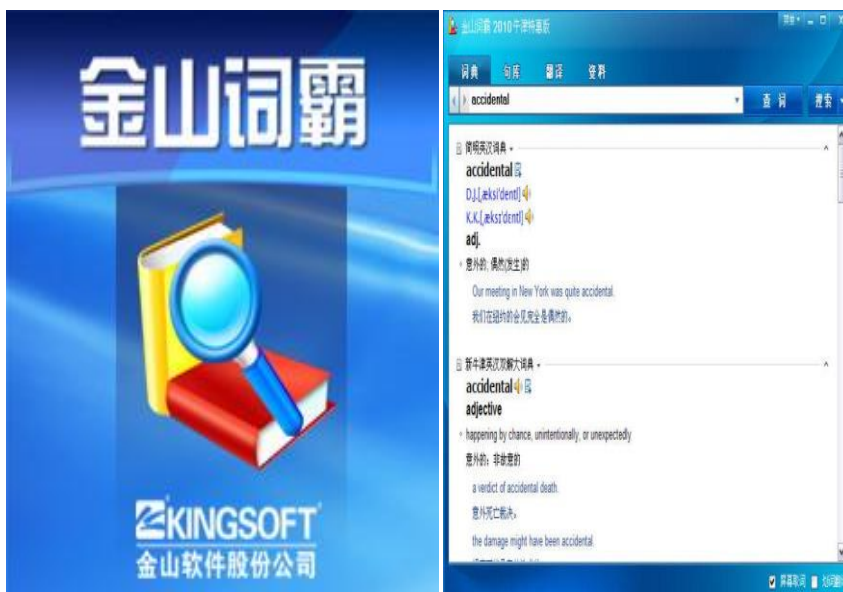 金山词霸
KINGSOFT
金山软件股份公司
金山词霸 2010 牛津特惠版
词典 句库 翻译 资料
accidental 查词 搜索
简明英汉词典
accidental
D.J.[ˌæksi'dentl]
K.K.[ˌæksɪ'dɛntl]
adj.
意外的; 偶然(发生)的
Our meeting in New York was quite accidental.
我们在纽约的会见完全是偶然的。
新牛津英汉双解大词典
accidental
adjective
happening by chance, unintentionally, or unexpectedly
意外的；非故意的
a verdict of accidental death.
意外死亡裁决。
the damage might have been accidental.
屏幕取词